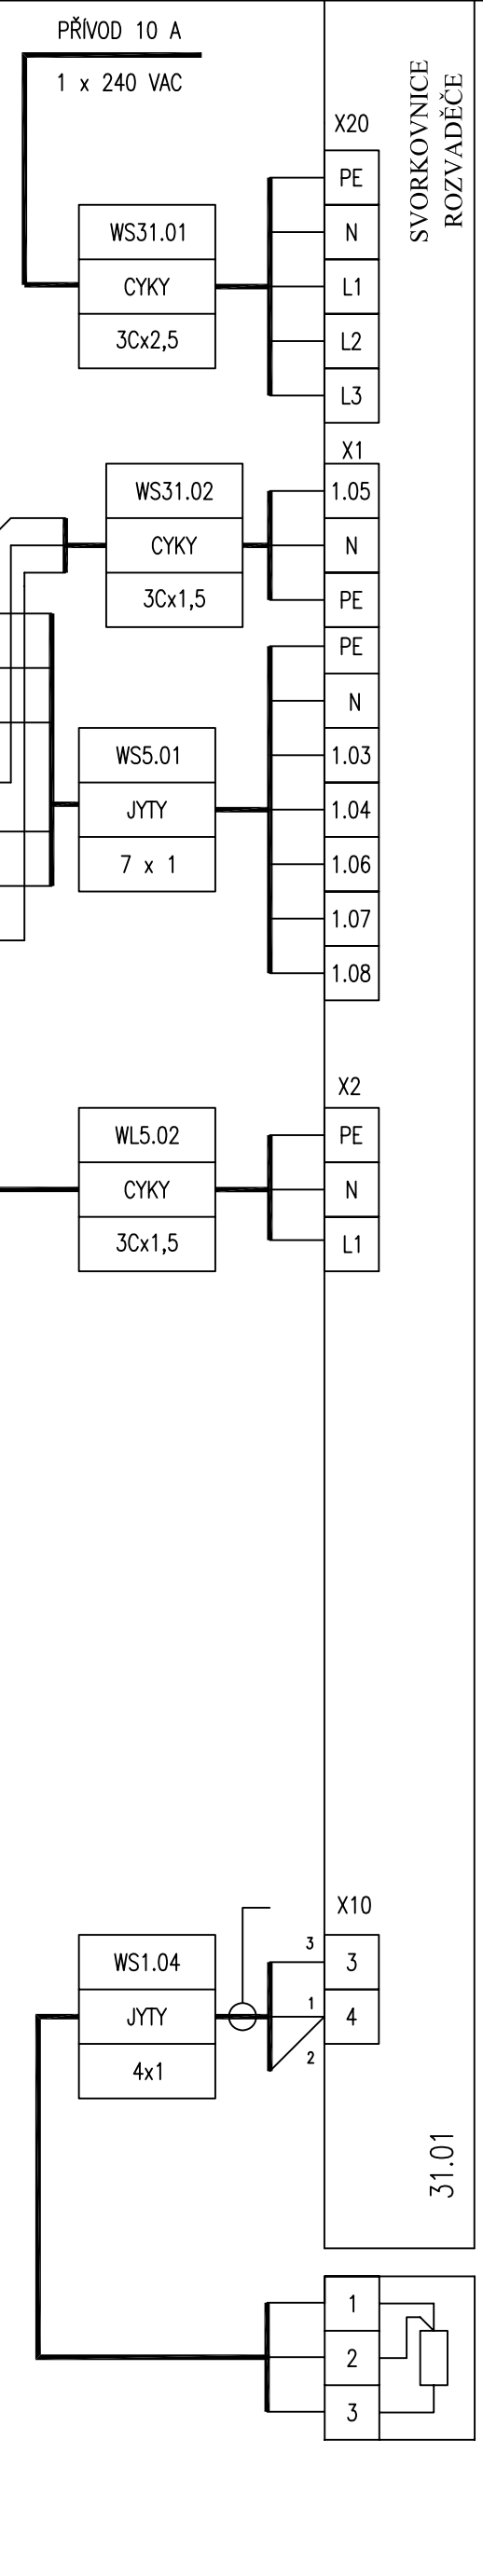 PŘÍVOD 10 A
1 x 240 VAC
SVORKOVNICE
ROZVADĚČE
X20
PE
WS31.01
N
CYKY
L1
3Cx2,5
L2
L3
X1
WS31.02
1.05
CYKY
N
3Cx1,5
PE
PE
N
WS5.01
1.03
JYTY
1.04
7 x 1
1.06
1.07
1.08
X2
WL5.02
PE
CYKY
N
3Cx1,5
L1
X10
WS1.04
3
3
JYTY
1
4
4x1
2
31.01
1
2
3